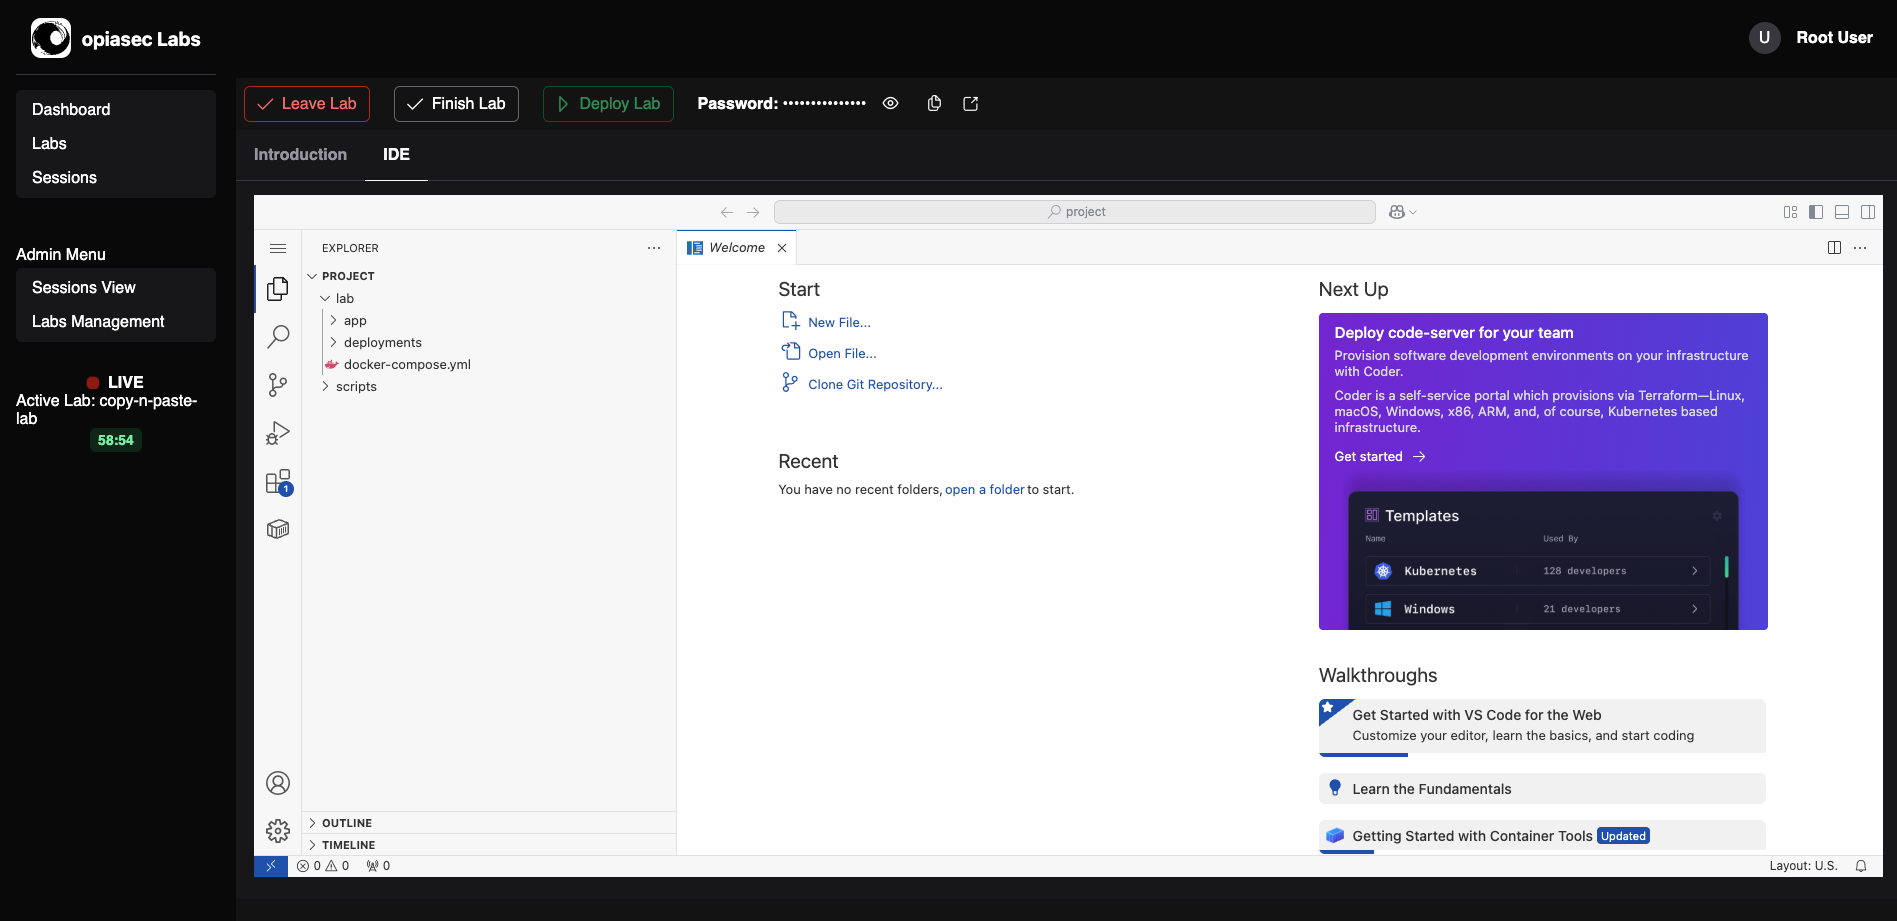 opiasec Labs
U
Root User
Dashboard
Labs
Sessions
Admin Menu
Sessions View
Labs Management
LIVE
Active Lab: copy-n-paste-
lab
58:54
Leave Lab
Finish Lab
Deploy Lab
Password: ••••••••••••••
Introduction
IDE
project
EXPLORER
PROJECT
lab
app
deployments
docker-compose.yml
scripts
1
OUTLINE
TIMELINE
Welcome
Start
New File...
Open File...
Clone Git Repository...
Recent
You have no recent folders, open a folder to start.
Next Up
Deploy code-server for your team
Provision software development environments on your infrastructure
with Coder.
Coder is a self-service portal which provisions via Terraform—Linux,
macOS, Windows, x86, ARM, and, of course, Kubernetes based
infrastructure.
Get started
Templates
Name
Used By
Kubernetes
128 developers
Windows
21 developers
Walkthroughs
Get Started with VS Code for the Web
Customize your editor, learn the basics, and start coding
Learn the Fundamentals
Getting Started with Container Tools Updated
0 0 0
Layout: U.S.